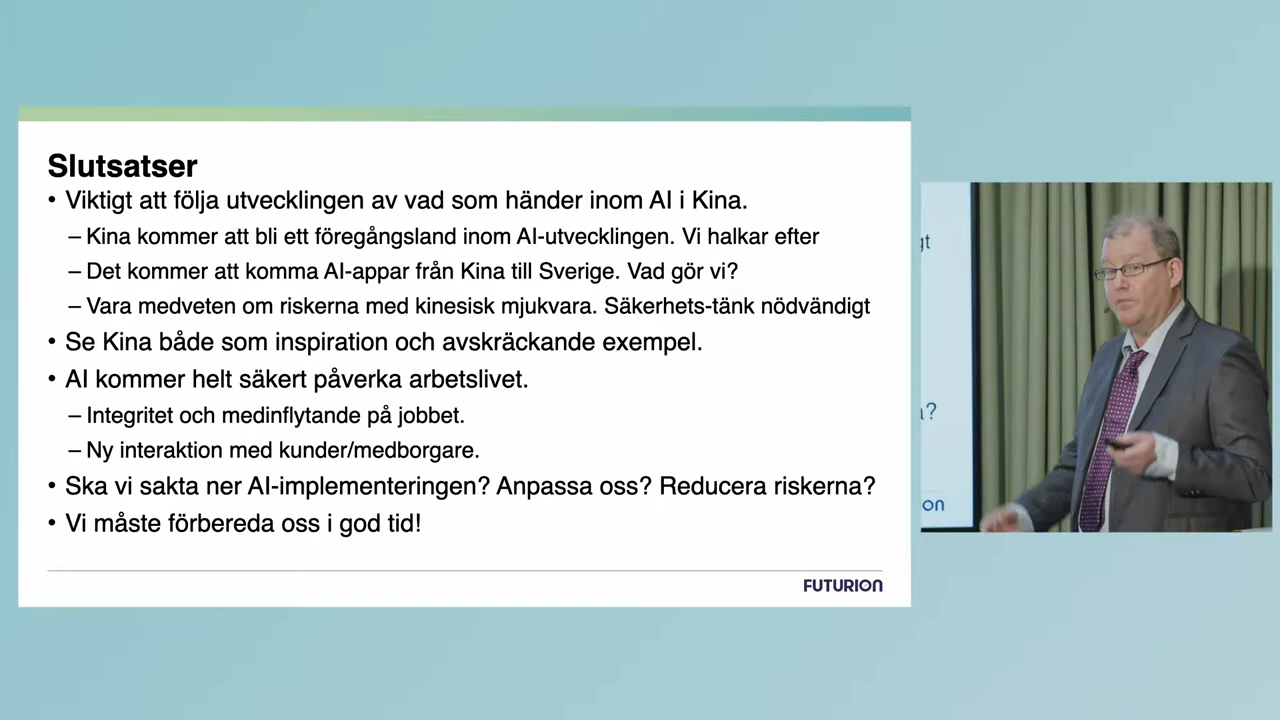 Slutsatser
• Viktigt att följa utvecklingen av vad som händer inom AI i Kina.
– Kina kommer att bli ett föregångsland inom AI-utvecklingen. Vi halkar efter
– Det kommer att komma AI-appar från Kina till Sverige. Vad gör vi?
– Vara medveten om riskerna med kinesisk mjukvara. Säkerhets-tänk nödvändigt
• Se Kina både som inspiration och avskräckande exempel.
• AI kommer helt säkert påverka arbetslivet.
– Integritet och medinflytande på jobbet.
– Ny interaktion med kunder/medborgare.
• Ska vi sakta ner AI-implementeringen? Anpassa oss? Reducera riskerna?
• Vi måste förbereda oss i god tid!
FUTURION
gt
a?
on